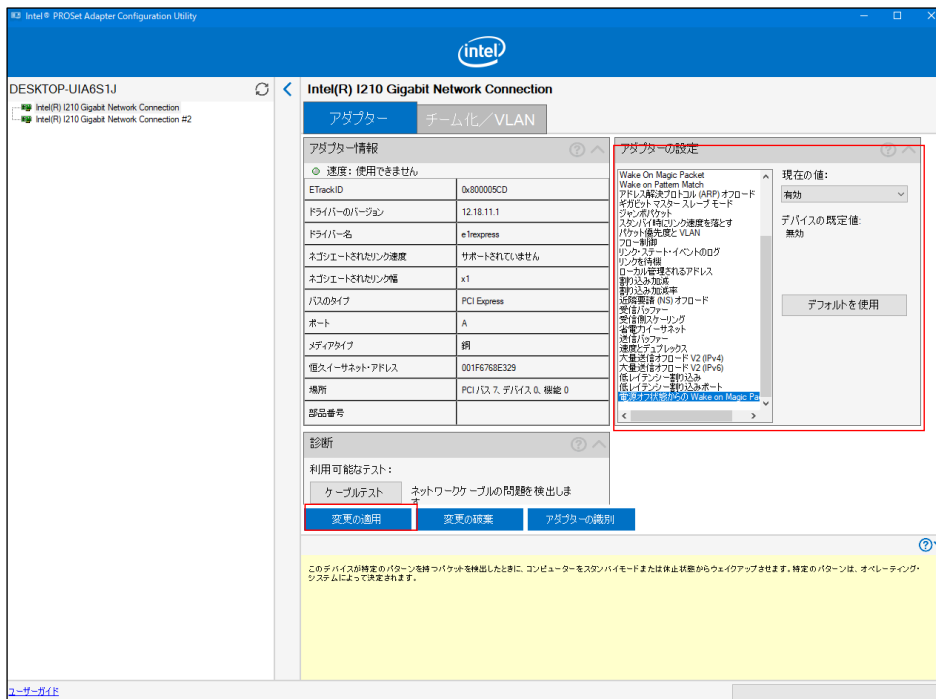 Intel® PROSet Adapter Configuration Utility
intel
DESKTOP-UIA6S1J
Intel(R) I210 Gigabit Network Connection
Intel(R) I210 Gigabit Network Connection #2
Intel(R) I210 Gigabit Network Connection
アダプター
チーム化/VLAN
アダプター情報
速度: 使用できません
ETrackID 0x800005CD
ドライバーのバージョン 12.18.11.1
ドライバー名 e1rexpress
ネゴシエートされたリンク速度 サポートされていません
ネゴシエートされたリンク幅 x1
バスのタイプ PCI Express
ポート A
メディアタイプ 銅
恒久イーサネット・アドレス 001F6768E329
場所 PCI バス 7、デバイス 0、機能 0
部品番号
アダプターの設定
Wake On Magic Packet
Wake on Pattern Match
アドレス解決プロトコル (ARP) オフロード
ギガビット マスター スレーブ モード
ジャンボパケット
スタンバイ時にリンク速度を落とす
パケット優先度と VLAN
フロー制御
リンク・ステート・イベントのログ
リンクを待機
ローカル管理されるアドレス
割り込み加減
割り込み加減率
近隣要請 (NS) オフロード
受信バッファー
受信側スケーリング
省電力イーサネット
送信バッファー
速度とデュプレックス
大量送信オフロード V2 (IPv4)
大量送信オフロード V2 (IPv6)
低レイテンシー割り込み
低レイテンシー割り込みポート
電源オフ状態からの Wake on Magic Pa
現在の値:
有効
デバイスの既定値:
無効
デフォルトを使用
診断
利用可能なテスト:
ケーブルテスト
ネットワークケーブルの問題を検出しま
す
変更の適用
変更の破棄
アダプターの識別
このデバイスが特定のパターンを持つパケットを検出したときに、コンピューターをスタンバイモードまたは休止状態からウェイクアップさせます。特定のパターンは、オペレーティング・
システムによって決定されます。
ユーザーガイド